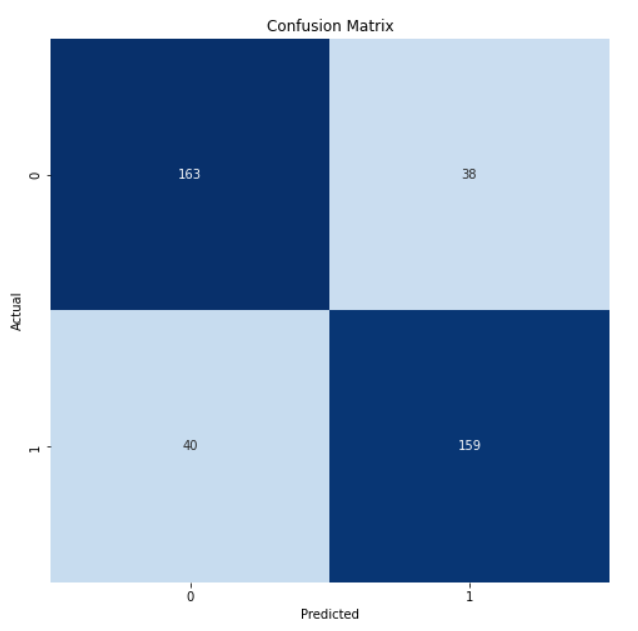 Confusion Matrix
0
163
38
Actual
1
40
159
0
1
Predicted